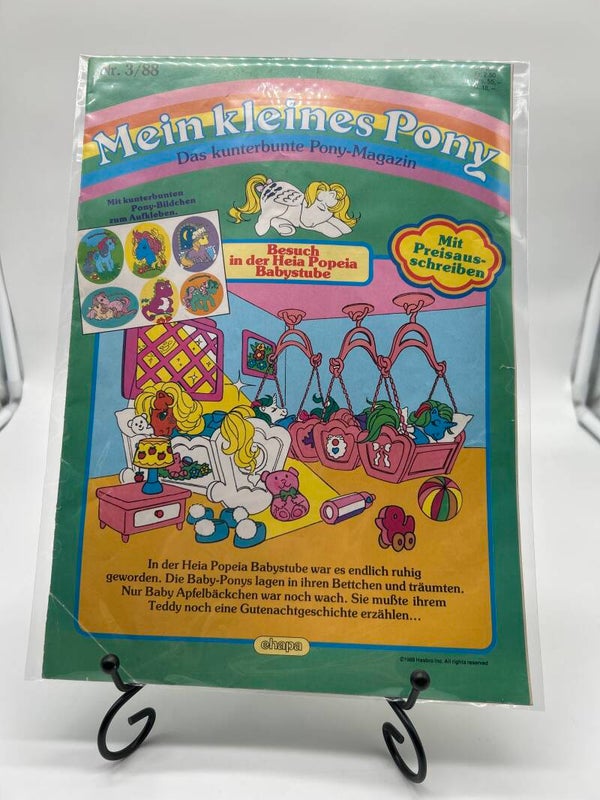 Nr. 3/88
Mein kleines Pony
Das kunterbunte Pony-Magazin
Mit kunterbunten
Pony-Bildchen
zum Aufkleben.
Besuch
in der Heia Popeia
Babystube
Mit
Preisaus-
schreiben
In der Heia Popeia Babystube war es endlich ruhig
geworden. Die Baby-Ponys lagen in ihren Bettchen und träumten.
Nur Baby Apfelbäckchen war noch wach. Sie mußte ihrem
Teddy noch eine Gutenachtgeschichte erzählen...
ehapa
©1988 Hasbro Inc. All rights reserved